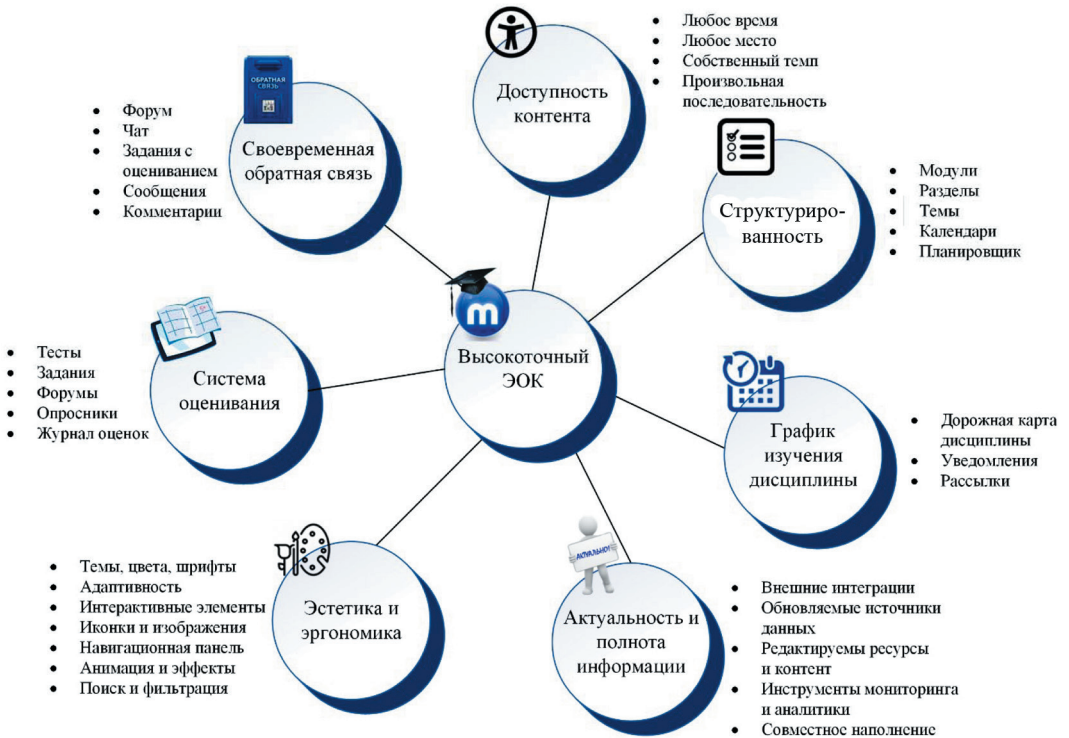 Доступность
контента
• Любое время
• Любое место
• Собственный темп
• Произвольная
последовательность
ОБРАТНАЯ
СВЯЗЬ
Своевременная
обратная связь
• Форум
• Чат
• Задания с
оцениванием
• Сообщения
• Комментарии
Структуриро-
ванность
• Модули
• Разделы
• Темы
• Календари
• Планировщик
m
Высокоточный
ЭОК
Система
оценивания
• Тесты
• Задания
• Форумы
• Опросники
• Журнал оценок
График
изучения
дисциплины
• Дорожная карта
дисциплины
• Уведомления
• Рассылки
Эстетика и
эргономика
• Темы, цвета, шрифты
• Адаптивность
• Интерактивные элементы
• Иконки и изображения
• Навигационная панель
• Анимация и эффекты
• Поиск и фильтрация
Актуальность и
полнота
информации
• Внешние интеграции
• Обновляемые источники
данных
• Редактируемы ресурсы
и контент
• Инструменты мониторинга
и аналитики
• Совместное наполнение